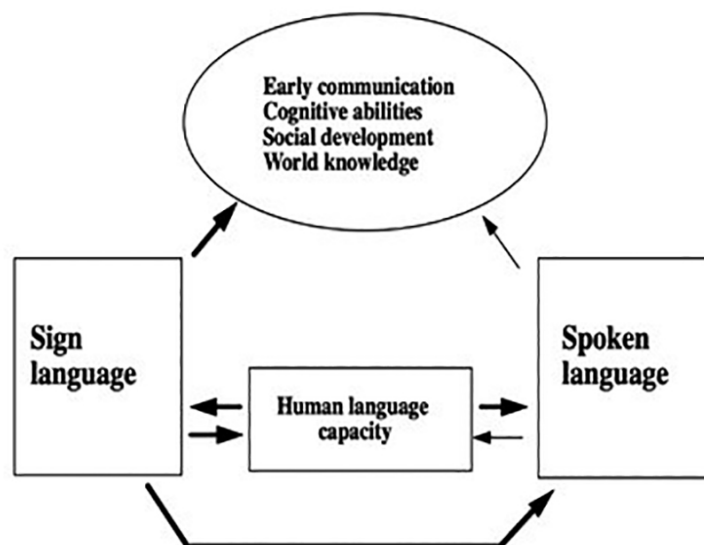 Early communication
Cognitive abilities
Social development
World knowledge
Sign
language
Human language
capacity
Spoken
language